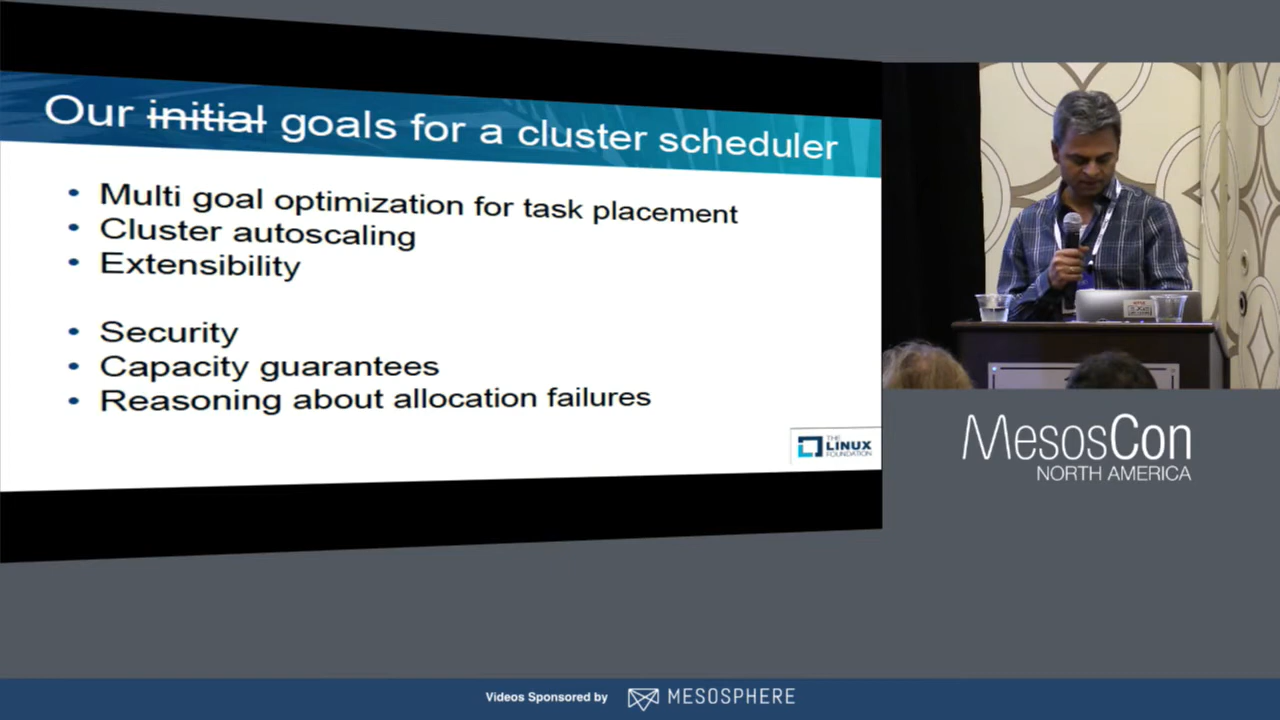 Our initial goals for a cluster scheduler
• Multi goal optimization for task placement
• Cluster autoscaling
• Extensibility
• Security
• Capacity guarantees
• Reasoning about allocation failures
THE
LINUX
FOUNDATION
MesosCon
NORTH AMERICA
Videos Sponsored by MESOSPHERE